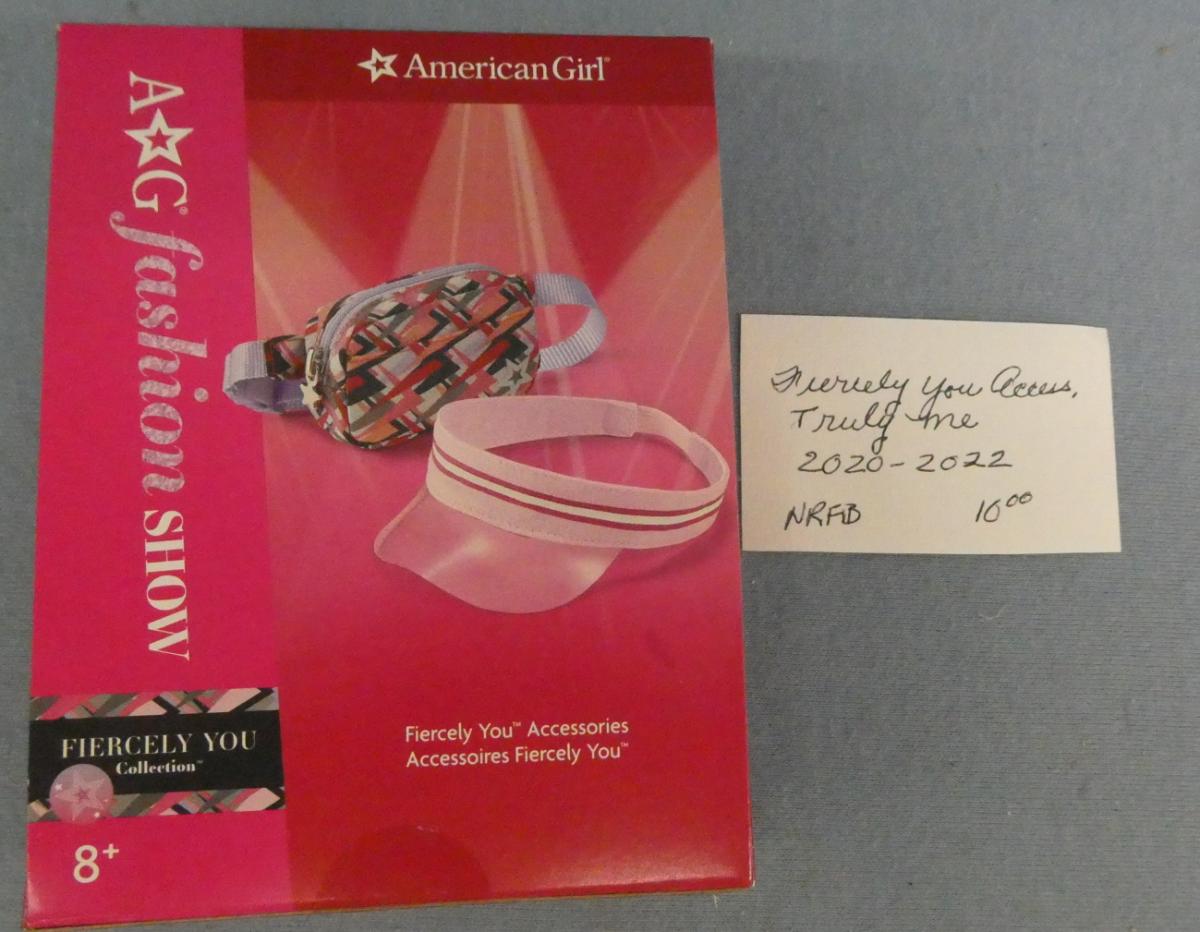 American Girl®
A☆G® fashion SHOW
Fiercely You™ Accessories
Accessoires Fiercely You™
FIERCELY YOU
Collection™
8+
Fiercely You Access.
Truly Me
2020-2022
NRFB 10⁰⁰